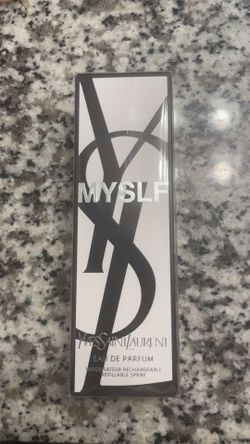 MYSLF
YVESSAINTLAURENT
EAU DE PARFUM
VAPORISATEUR RECHARGEABLE
REFILLABLE SPRAY